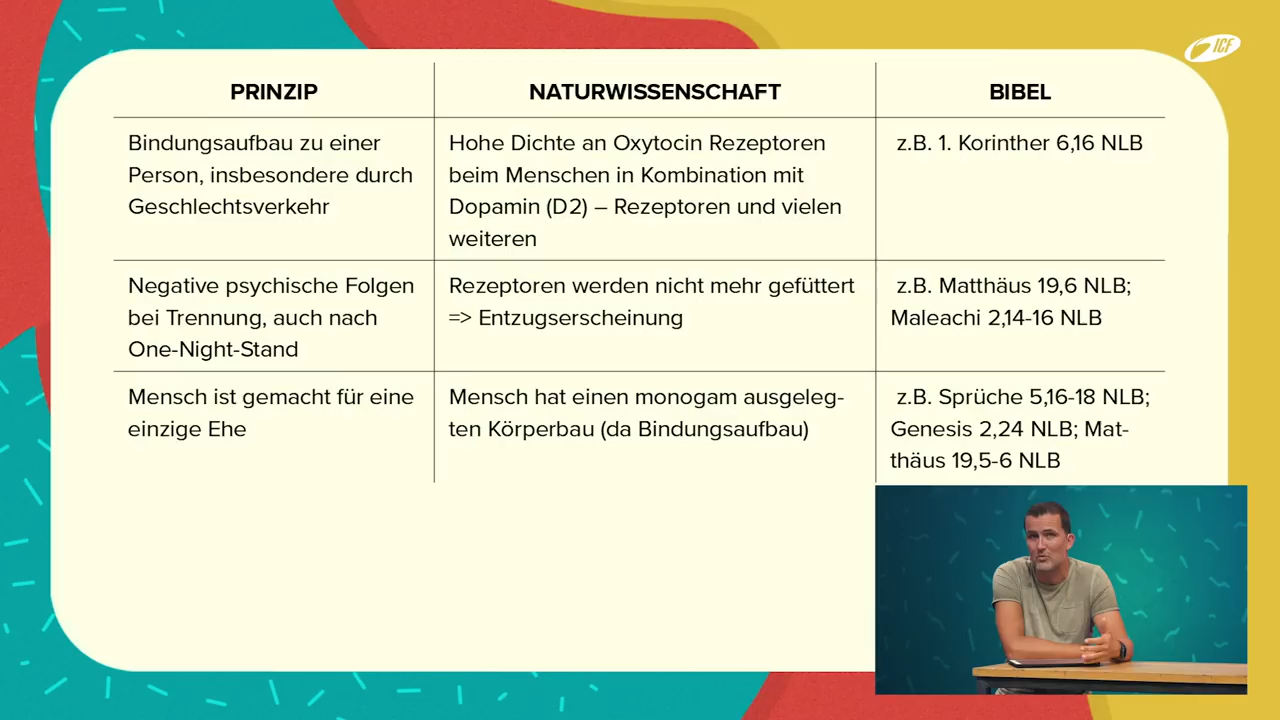 ICF
PRINZIP
NATURWISSENSCHAFT
BIBEL
Bindungsaufbau zu einer
Person, insbesondere durch
Geschlechtsverkehr
Hohe Dichte an Oxytocin Rezeptoren
beim Menschen in Kombination mit
Dopamin (D2) – Rezeptoren und vielen
weiteren
z.B. 1. Korinther 6,16 NLB
Negative psychische Folgen
bei Trennung, auch nach
One-Night-Stand
Rezeptoren werden nicht mehr gefüttert
=> Entzugserscheinung
z.B. Matthäus 19,6 NLB;
Maleachi 2,14-16 NLB
Mensch ist gemacht für eine
einzige Ehe
Mensch hat einen monogam ausgeleg-
ten Körperbau (da Bindungsaufbau)
z.B. Sprüche 5,16-18 NLB;
Genesis 2,24 NLB; Mat-
thäus 19,5-6 NLB